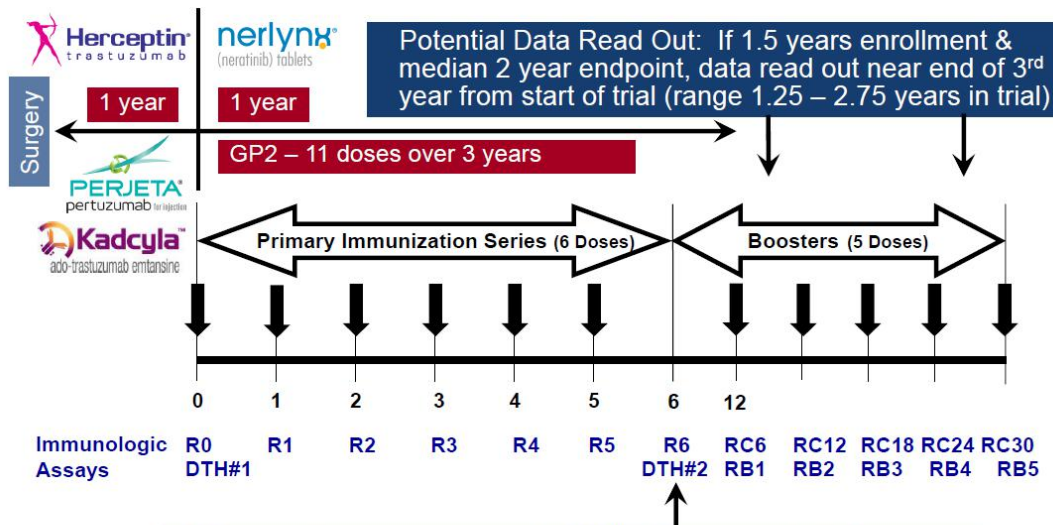 Herceptin®
trastuzumab
nerlynx®
(neratinib) tablets
Potential Data Read Out: If 1.5 years enrollment &
median 2 year endpoint, data read out near end of 3rd
year from start of trial (range 1.25 – 2.75 years in trial)
Surgery
1 year
1 year
GP2 – 11 doses over 3 years
PERJETA®
pertuzumab for injection
Kadcyla™
ado-trastuzumab emtansine
Primary Immunization Series (6 Doses)
Boosters (5 Doses)
0 1 2 3 4 5 6 12
Immunologic R0 R1 R2 R3 R4 R5 R6 RC6 RC12 RC18 RC24 RC30
Assays DTH#1 DTH#2 RB1 RB2 RB3 RB4 RB5